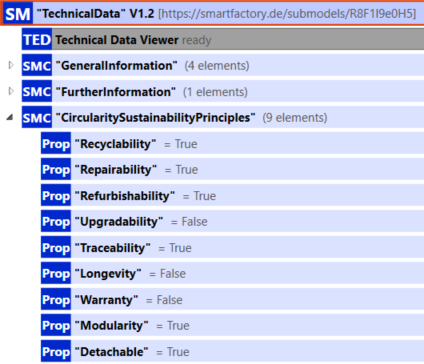 SM "TechnicalData" V1.2 [https://smartfactory.de/submodels/R8F1I9e0H5]
TED Technical Data Viewer ready
SMC "GeneralInformation" (4 elements)
SMC "FurtherInformation" (1 elements)
SMC "CircularitySustainabilityPrinciples" (9 elements)
Prop "Recyclability" = True
Prop "Repairability" = True
Prop "Refurbishability" = True
Prop "Upgradability" = False
Prop "Traceability" = True
Prop "Longevity" = False
Prop "Warranty" = False
Prop "Modularity" = True
Prop "Detachable" = True